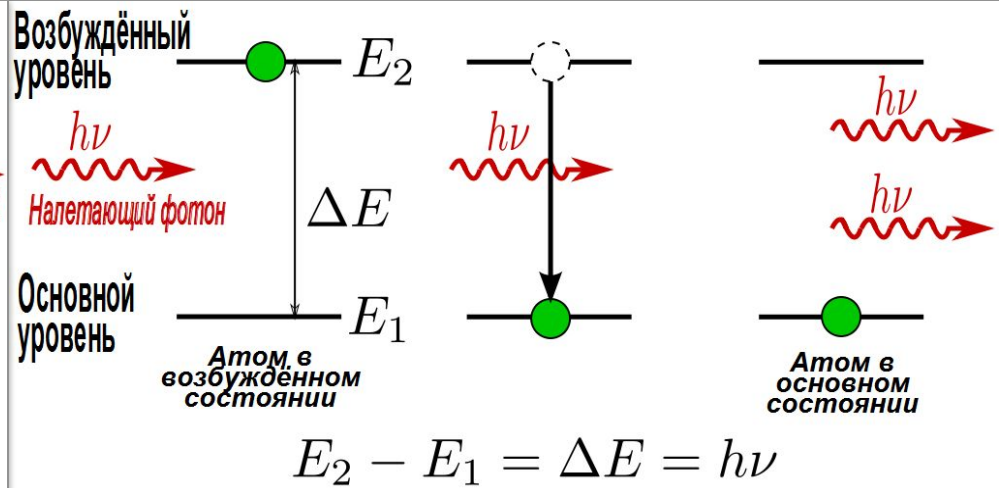 Возбуждённый
уровень
E₂
hν
Налетающий фотон
ΔE
hν
hν
hν
Основной
уровень
E₁
Атом в
возбуждённом
состоянии
Атом в
основном
состоянии
E₂ − E₁ = ΔE = hν